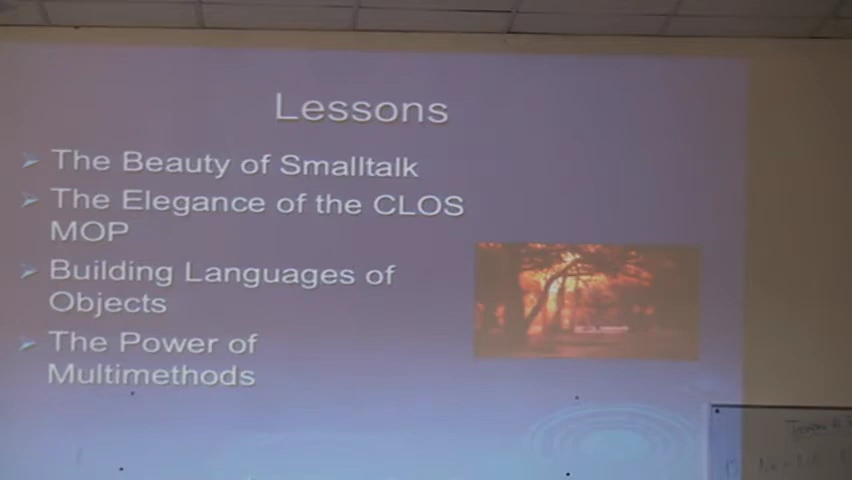 Lessons
The Beauty of Smalltalk
The Elegance of the CLOS
MOP
Building Languages of
Objects
The Power of
Multimethods